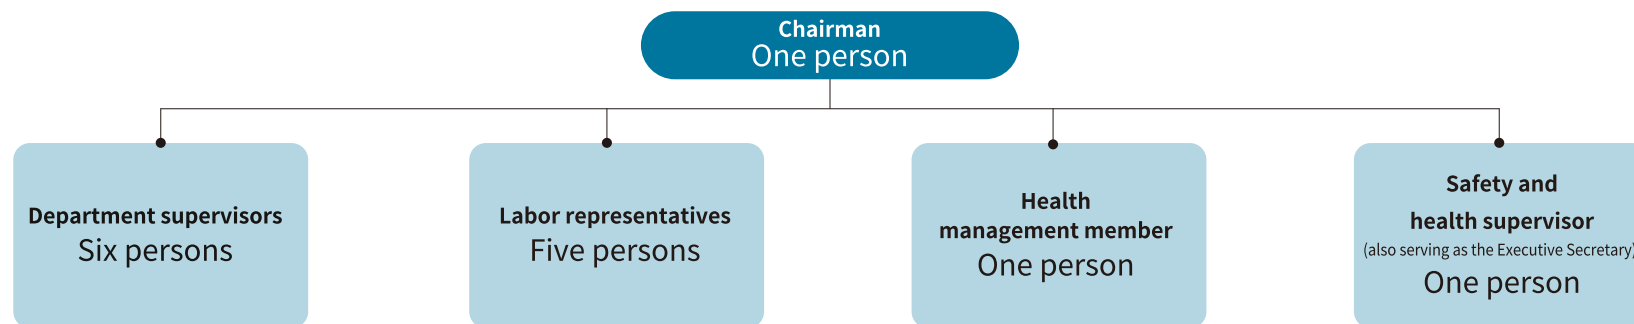 Chairman
One person
Department supervisors
Six persons
Labor representatives
Five persons
Health
management member
One person
Safety and
health supervisor
(also serving as the Executive Secretary)
One person